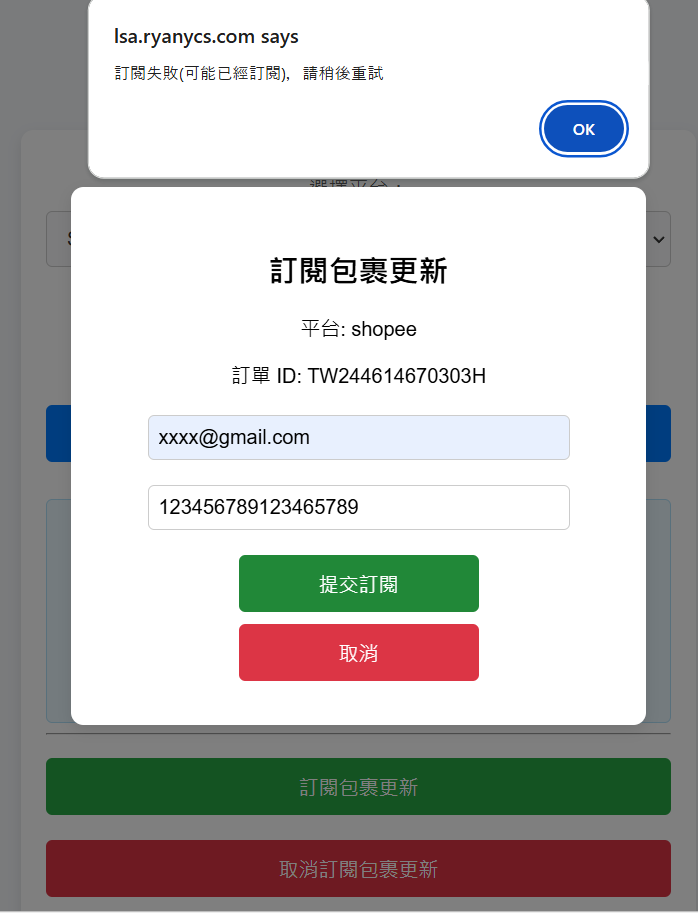 lsa.ryanycs.com says
訂閱失敗(可能已經訂閱)，請稍後重試
OK
選擇平台：
訂閱包裹更新
平台: shopee
訂單 ID: TW244614670303H
xxxx@gmail.com
123456789123465789
提交訂閱
取消
訂閱包裹更新
取消訂閱包裹更新